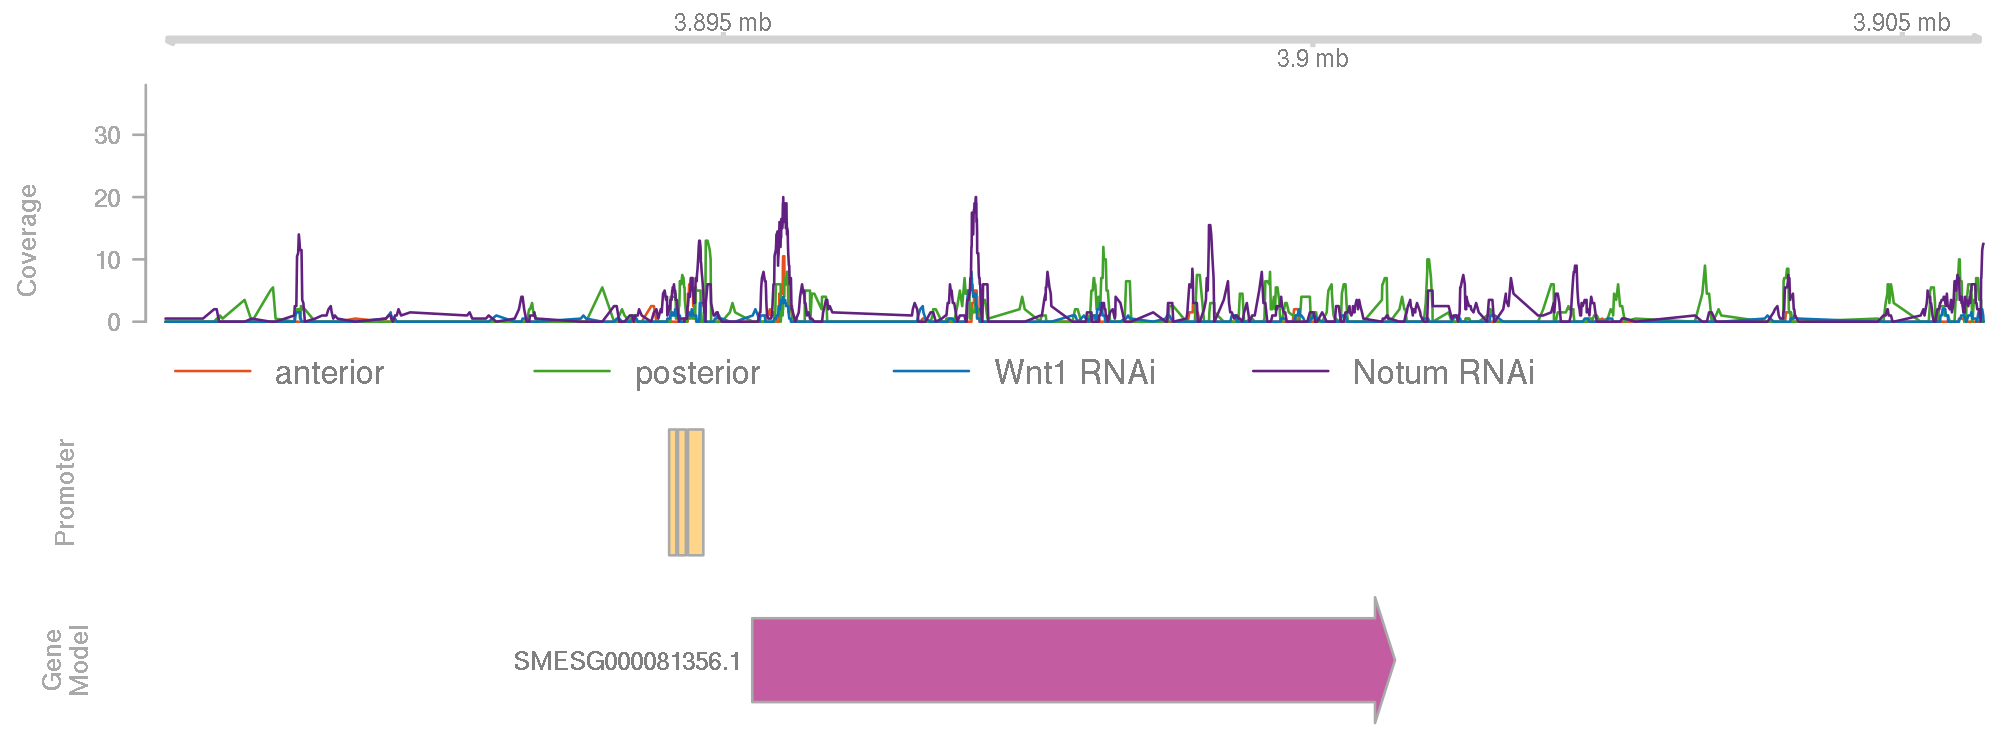 3.895 mb
3.905 mb
3.9 mb
Coverage
30
20
10
0
anterior posterior Wnt1 RNAi Notum RNAi
Promoter
Gene
Model
SMESG000081356.1